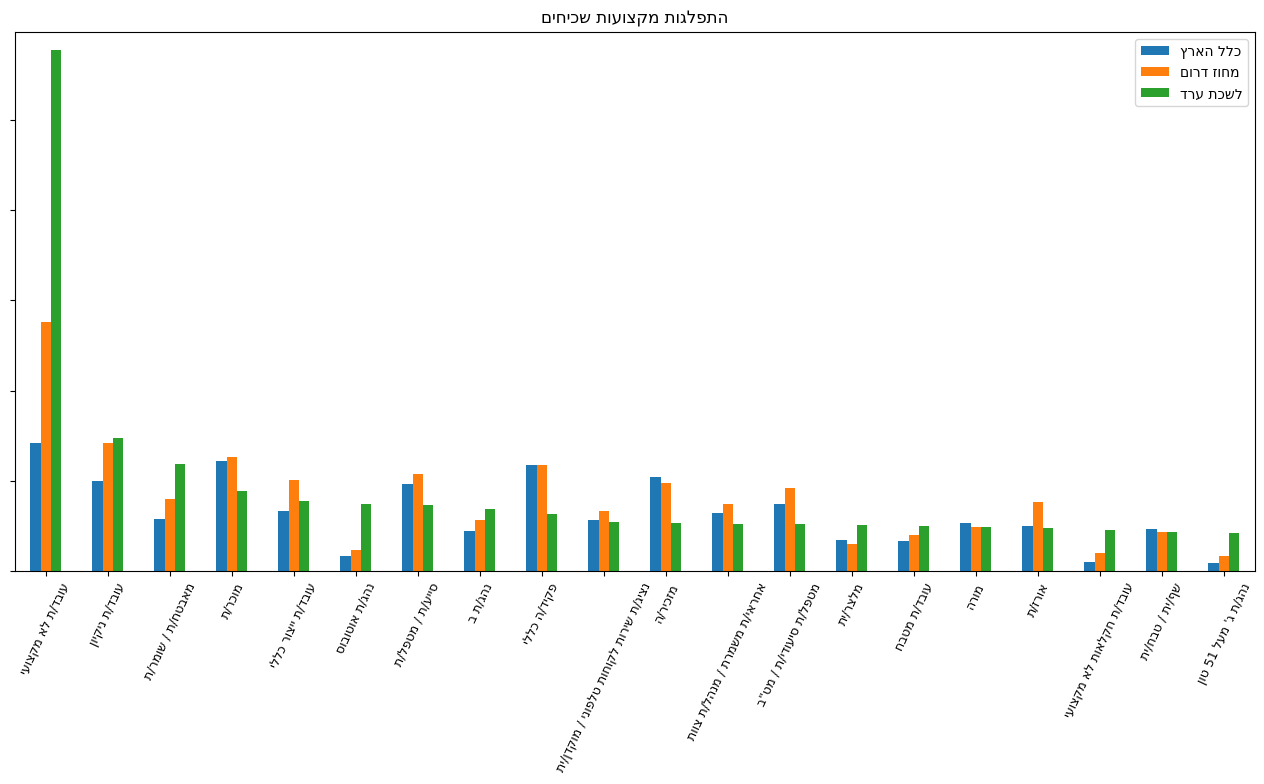 התפלגות מקצועות שכיחים
כלל הארץ
מחוז דרום
לשכת ערד
עובד/ת לא מקצועי
עובד/ת ניקיון
מאבטח/ת / שומר/ת
מוכר/ת
עובד/ת ייצור כללי
נהג/ת אוטובוס
סייע/ת / מטפל/ת
נהג/ת ב
פקיד/ה כללי
נציג/ת שירות לקוחות טלפוני / מוקדן/ית
מזכיר/ה
אחראי/ת משמרת / מנהל/ת צוות
מטפל/ת סיעודי/ת / מט"ב
מלצר/ית
עובד/ת מטבח
מורה
אורז/ת
עובד/ת חקלאות לא מקצועי
שף/ית / טבח/ית
נהג/ת ג' מעל 51 טון